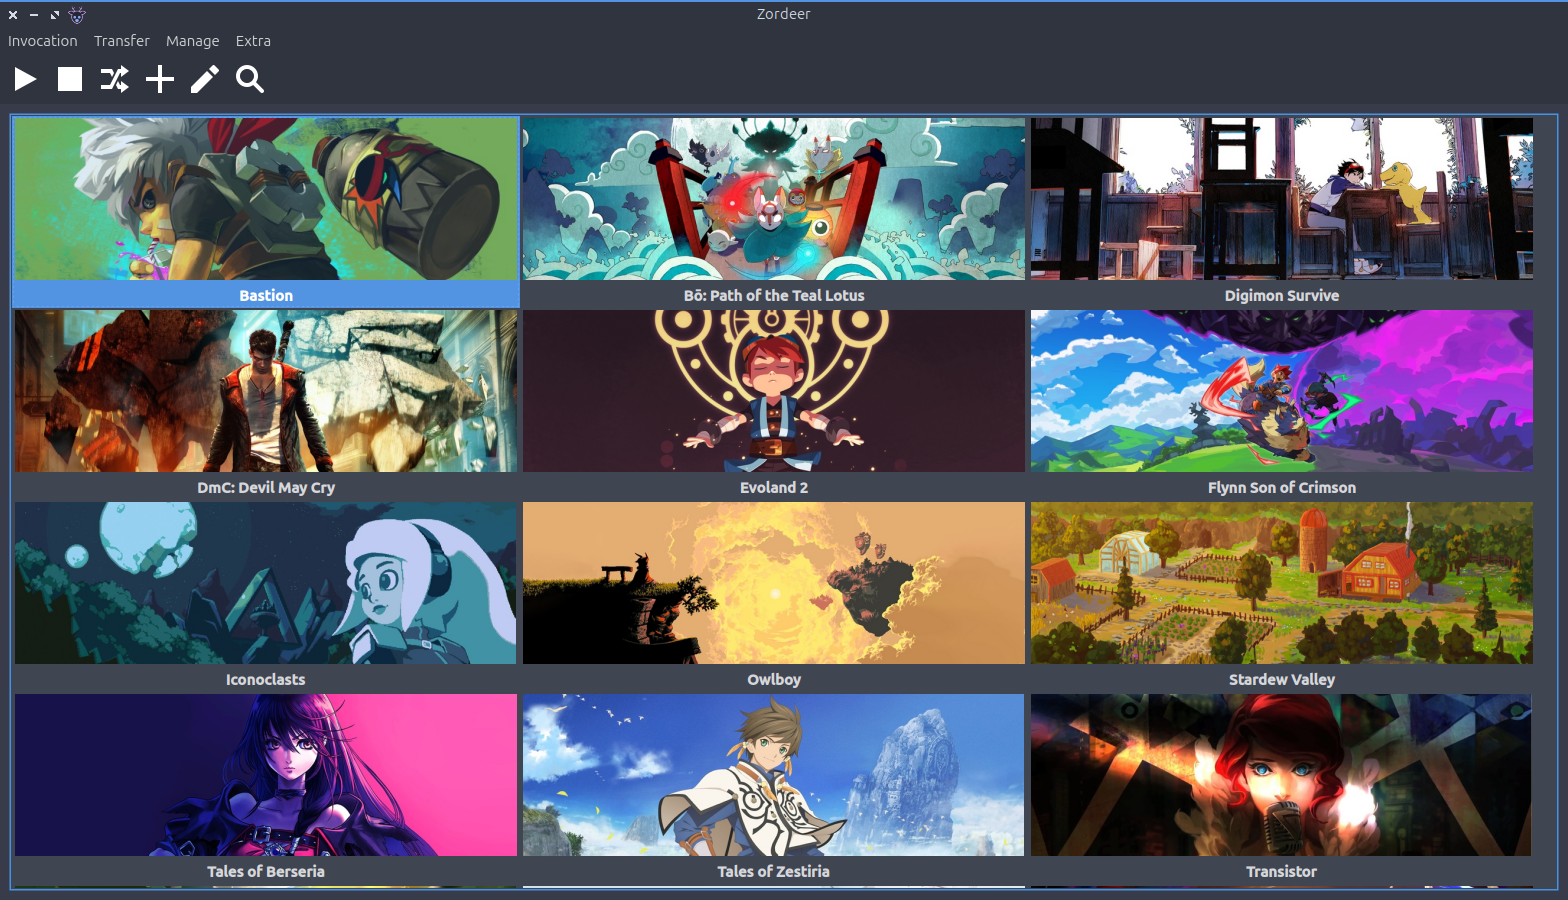 Zordeer
Invocation Transfer Manage Extra
Bastion
Bō: Path of the Teal Lotus
Digimon Survive
DmC: Devil May Cry
Evoland 2
Flynn Son of Crimson
Iconoclasts
Owlboy
Stardew Valley
Tales of Berseria
Tales of Zestiria
Transistor